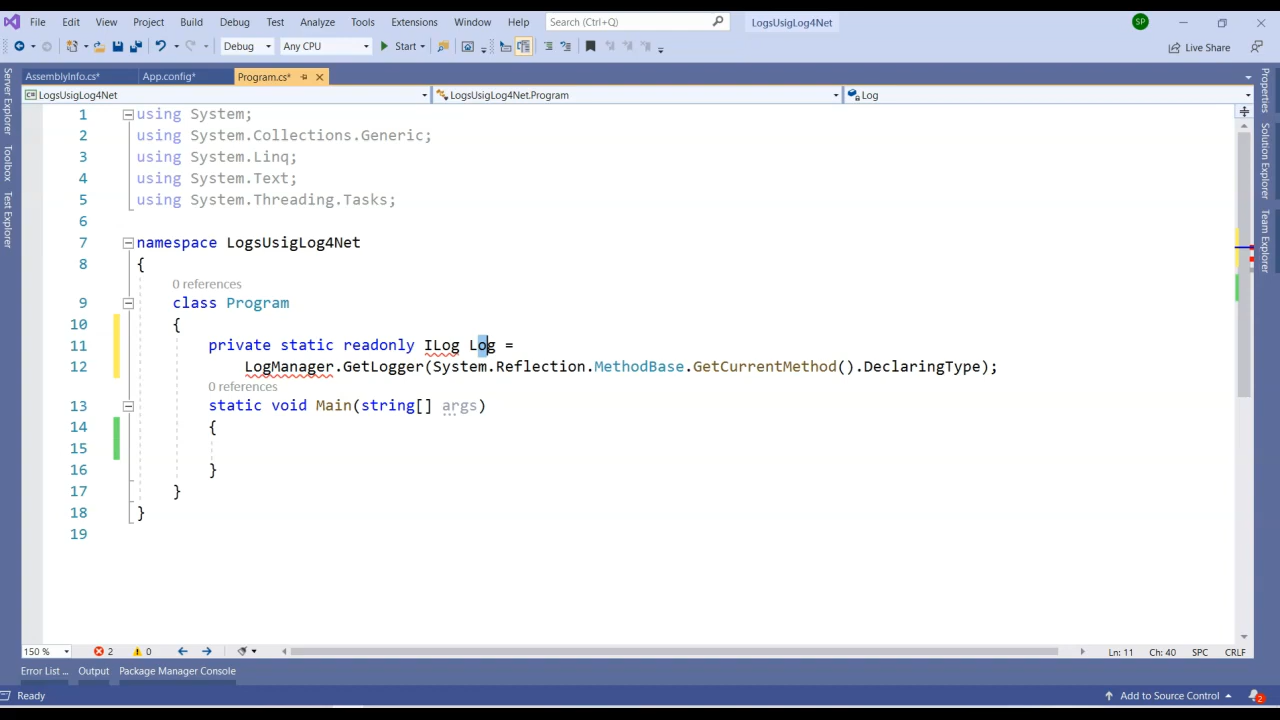 File Edit View Project Build Debug Test Analyze Tools Extensions Window Help Search (Ctrl+Q) LogsUsigLog4Net SP
Debug Any CPU Start Live Share
AssemblyInfo.cs* App.config* Program.cs*
LogsUsigLog4Net LogsUsigLog4Net.Program Log
Server Explorer
Toolbox
Test Explorer
1 using System;
2 using System.Collections.Generic;
3 using System.Linq;
4 using System.Text;
5 using System.Threading.Tasks;
6
7 namespace LogsUsigLog4Net
8 {
0 references
9 class Program
10 {
11 private static readonly ILog Log =
12 LogManager.GetLogger(System.Reflection.MethodBase.GetCurrentMethod().DeclaringType);
0 references
13 static void Main(string[] args)
14 {
15
16 }
17 }
18 }
19
Properties
Solution Explorer
Team Explorer
150 % 2 0 Ln: 11 Ch: 40 SPC CRLF
Error List ... Output Package Manager Console
Ready Add to Source Control 2